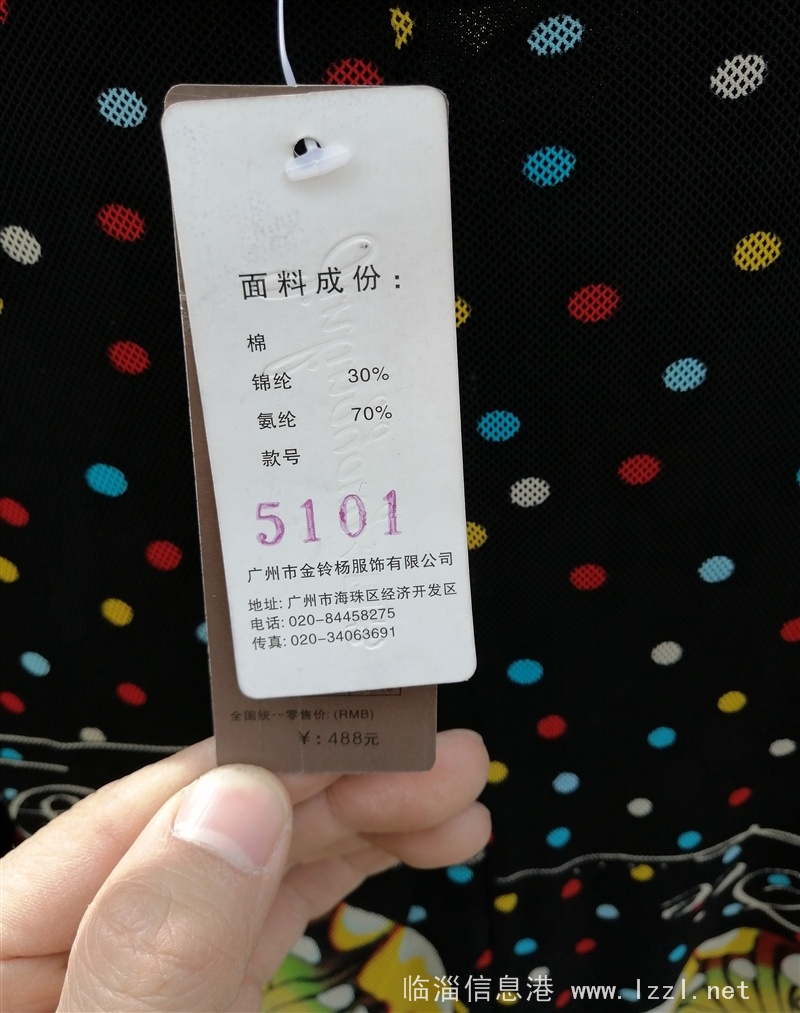 面料成份:
棉
锦纶 30%
氨纶 70%
款号
5101
广州市金铃杨服饰有限公司
地址:广州市海珠区经济开发区
电话:020-84458275
传真:020-34063691
全国统一零售价:(RMB)
¥:488元
临淄信息港 www.lzzl.net